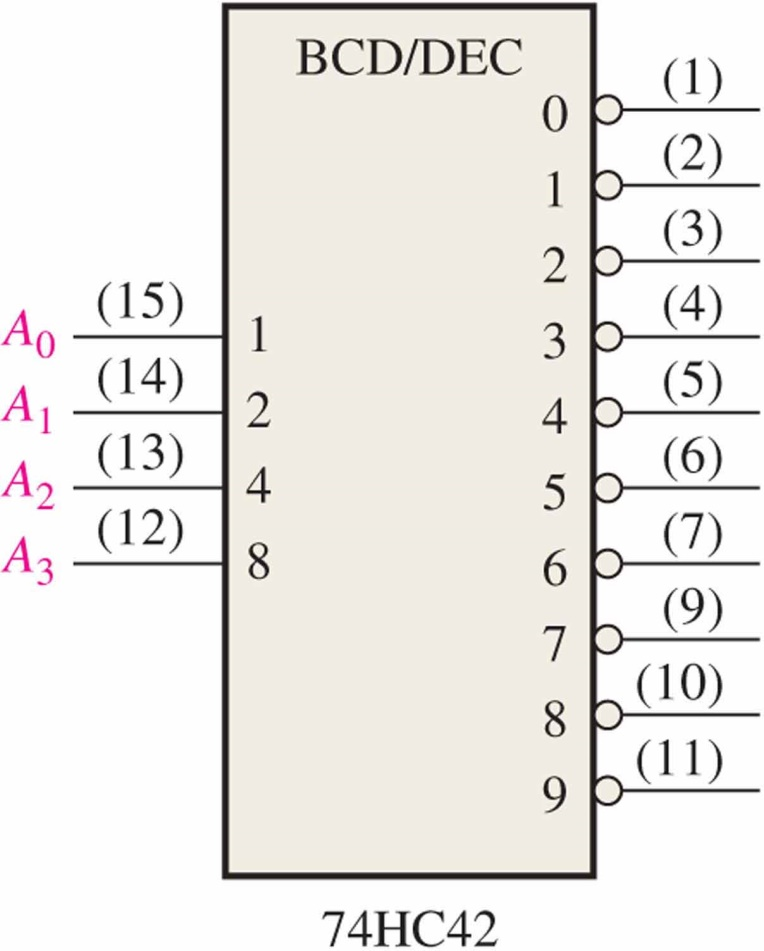 BCD/DEC
0 (1)
1 (2)
2 (3)
A0 (15) 1 3 (4)
A1 (14) 2 4 (5)
A2 (13) 4 5 (6)
A3 (12) 8 6 (7)
7 (9)
8 (10)
9 (11)
74HC42